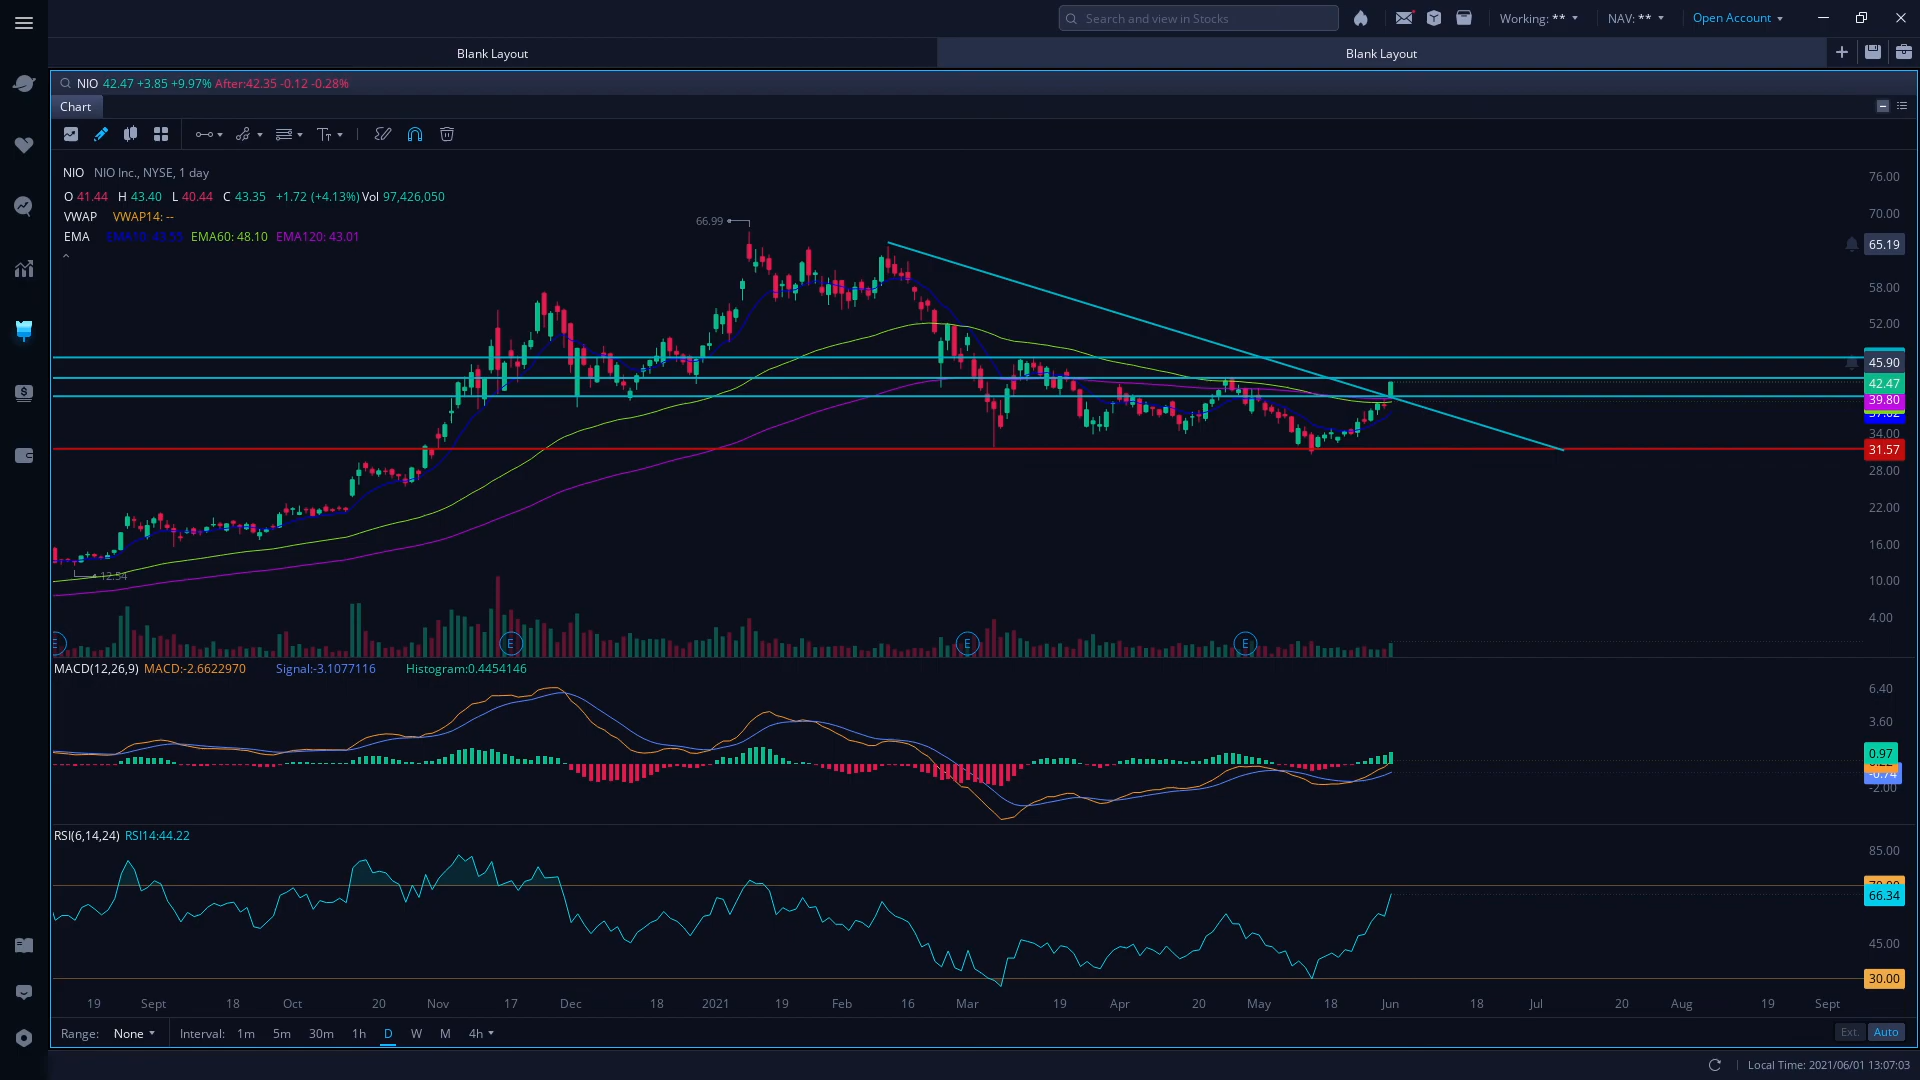 Search and view in Stocks
Working: **
NAV: **
Open Account
Blank Layout
Blank Layout
NIO 42.47 +3.85 +9.97% After:42.35 -0.12 -0.28%
Chart
NIO NIO Inc., NYSE, 1 day
O 41.44 H 43.40 L 40.44 C 43.35 +1.72 (+4.13%) Vol 97,426,050
VWAP VWAP14: --
EMA EMA10: 43.55 EMA60: 48.10 EMA120: 43.01
66.99
12.54
76.00
70.00
65.19
58.00
52.00
45.90
42.47
39.80
34.00
31.57
28.00
22.00
16.00
10.00
4.00
E
E
E
E
MACD(12,26,9) MACD:-2.6622970 Signal:-3.1077116 Histogram:0.4454146
6.40
3.60
0.97
-0.74
-2.00
RSI(6,14,24) RSI14:44.22
85.00
70.00
66.34
45.00
30.00
19 Sept 18 Oct 20 Nov 17 Dec 18 2021 19 Feb 16 Mar 19 Apr 20 May 18 Jun 18 Jul 20 Aug 19 Sept
Range: None Interval: 1m 5m 30m 1h D W M 4h
Ext. Auto
Local Time: 2021/06/01 13:07:03